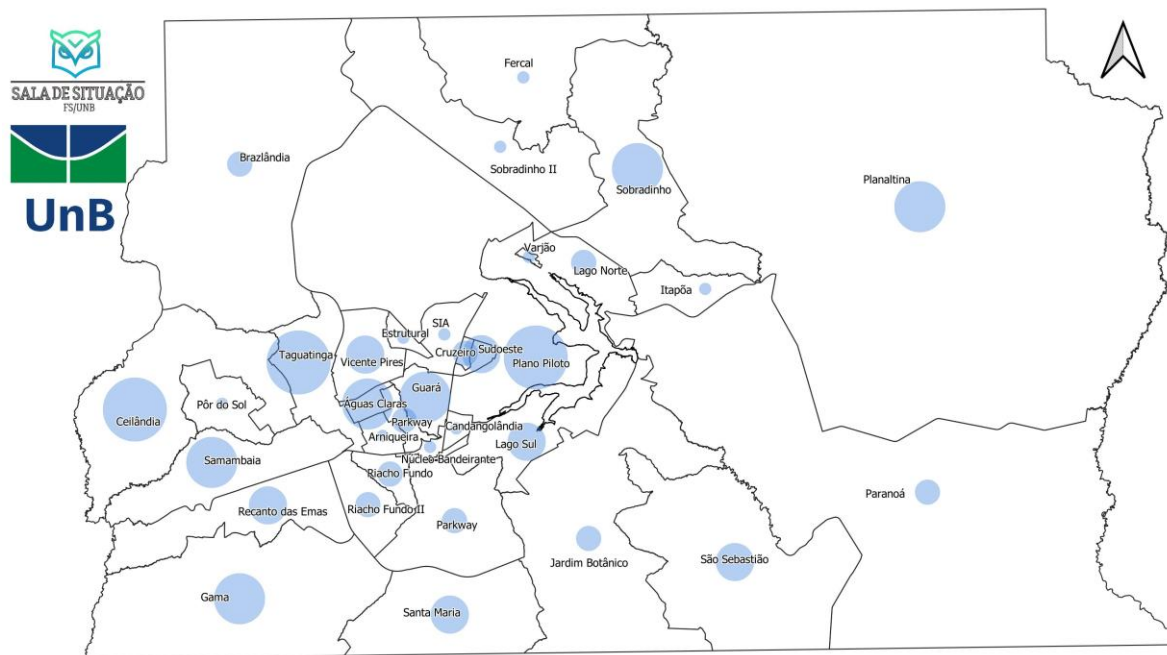 SALA DE SITUAÇÃO
FS/UNB
UnB
Fercal
Brazlândia
Sobradinho II
Sobradinho
Planaltina
Varjão
Lago Norte
Itapõa
SIA
Estrutural
Taguatinga
Vicente Pires
Cruzeiro
Sudoeste
Plano Piloto
Guará
Águas Claras
Pôr do Sol
Ceilândia
Parkway
Candangolândia
Arniqueira
Lago Sul
Núcleo Bandeirante
Samambaia
Riacho Fundo
Recanto das Emas
Riacho Fundo II
Parkway
Paranoá
Jardim Botânico
São Sebastião
Gama
Santa Maria